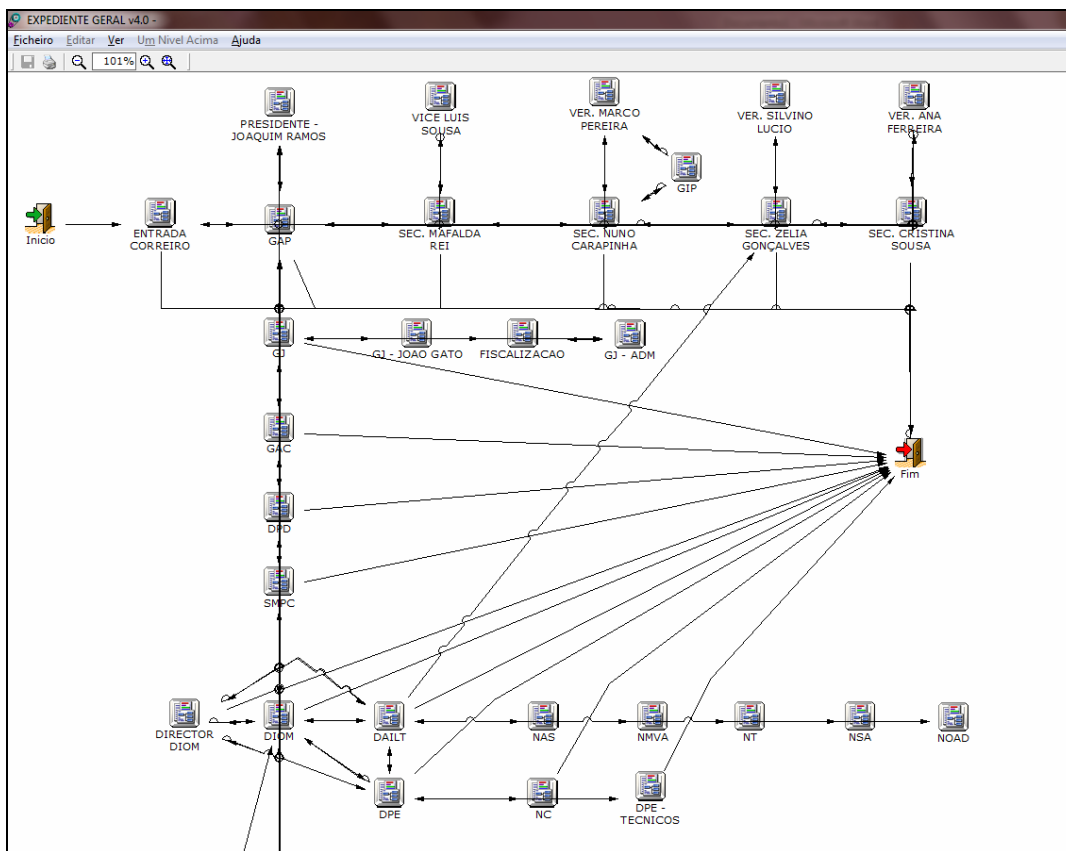 EXPEDIENTE GERAL v4.0 -
Ficheiro Editar Ver Um Nivel Acima Ajuda
101%
PRESIDENTE -
JOAQUIM RAMOS
VICE LUIS
SOUSA
VER. MARCO
PEREIRA
VER. SILVINO
LUCIO
VER. ANA
FERREIRA
GIP
Inicio
ENTRADA
CORREIRO
GAP
SEC. MAFALDA
REI
SEC. NUNO
CARAPINHA
SEC. ZELIA
GONÇALVES
SEC. CRISTINA
SOUSA
GJ
GJ - JOAO GATO
FISCALIZACAO
GJ - ADM
GAC
Fim
DPD
SMPC
DIRECTOR
DIOM
DIOM
DAILT
NAS
NMVA
NT
NSA
NOAD
DPE
NC
DPE -
TECNICOS